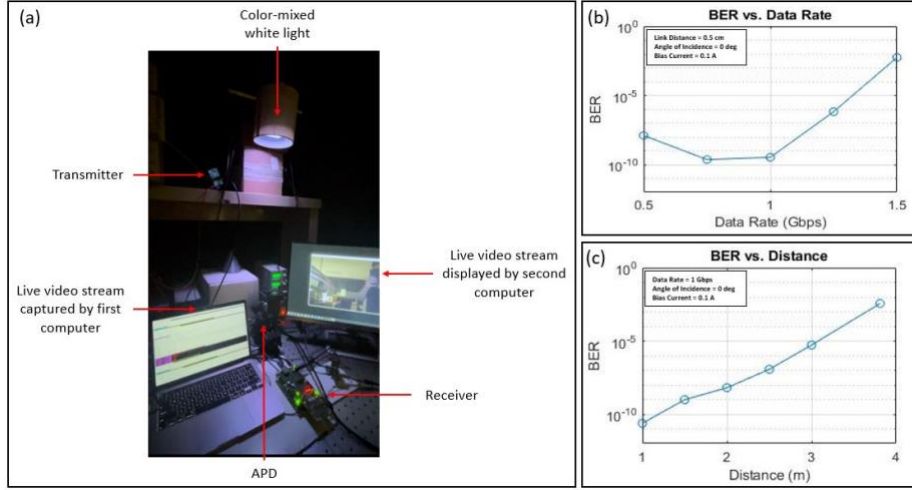 (a)
Color-mixed
white light
Transmitter
Live video stream
displayed by second
computer
Live video stream
captured by first
computer
Receiver
APD
(b)
BER vs. Data Rate
Link Distance = 0.5 cm
Angle of Incidence = 0 deg
Bias Current = 0.1 A
BER
10^0
10^-5
10^-10
0.5 1 1.5
Data Rate (Gbps)
(c)
BER vs. Distance
Data Rate = 1 Gbps
Angle of Incidence = 0 deg
Bias Current = 0.1 A
BER
10^0
10^-5
10^-10
1 2 3 4
Distance (m)